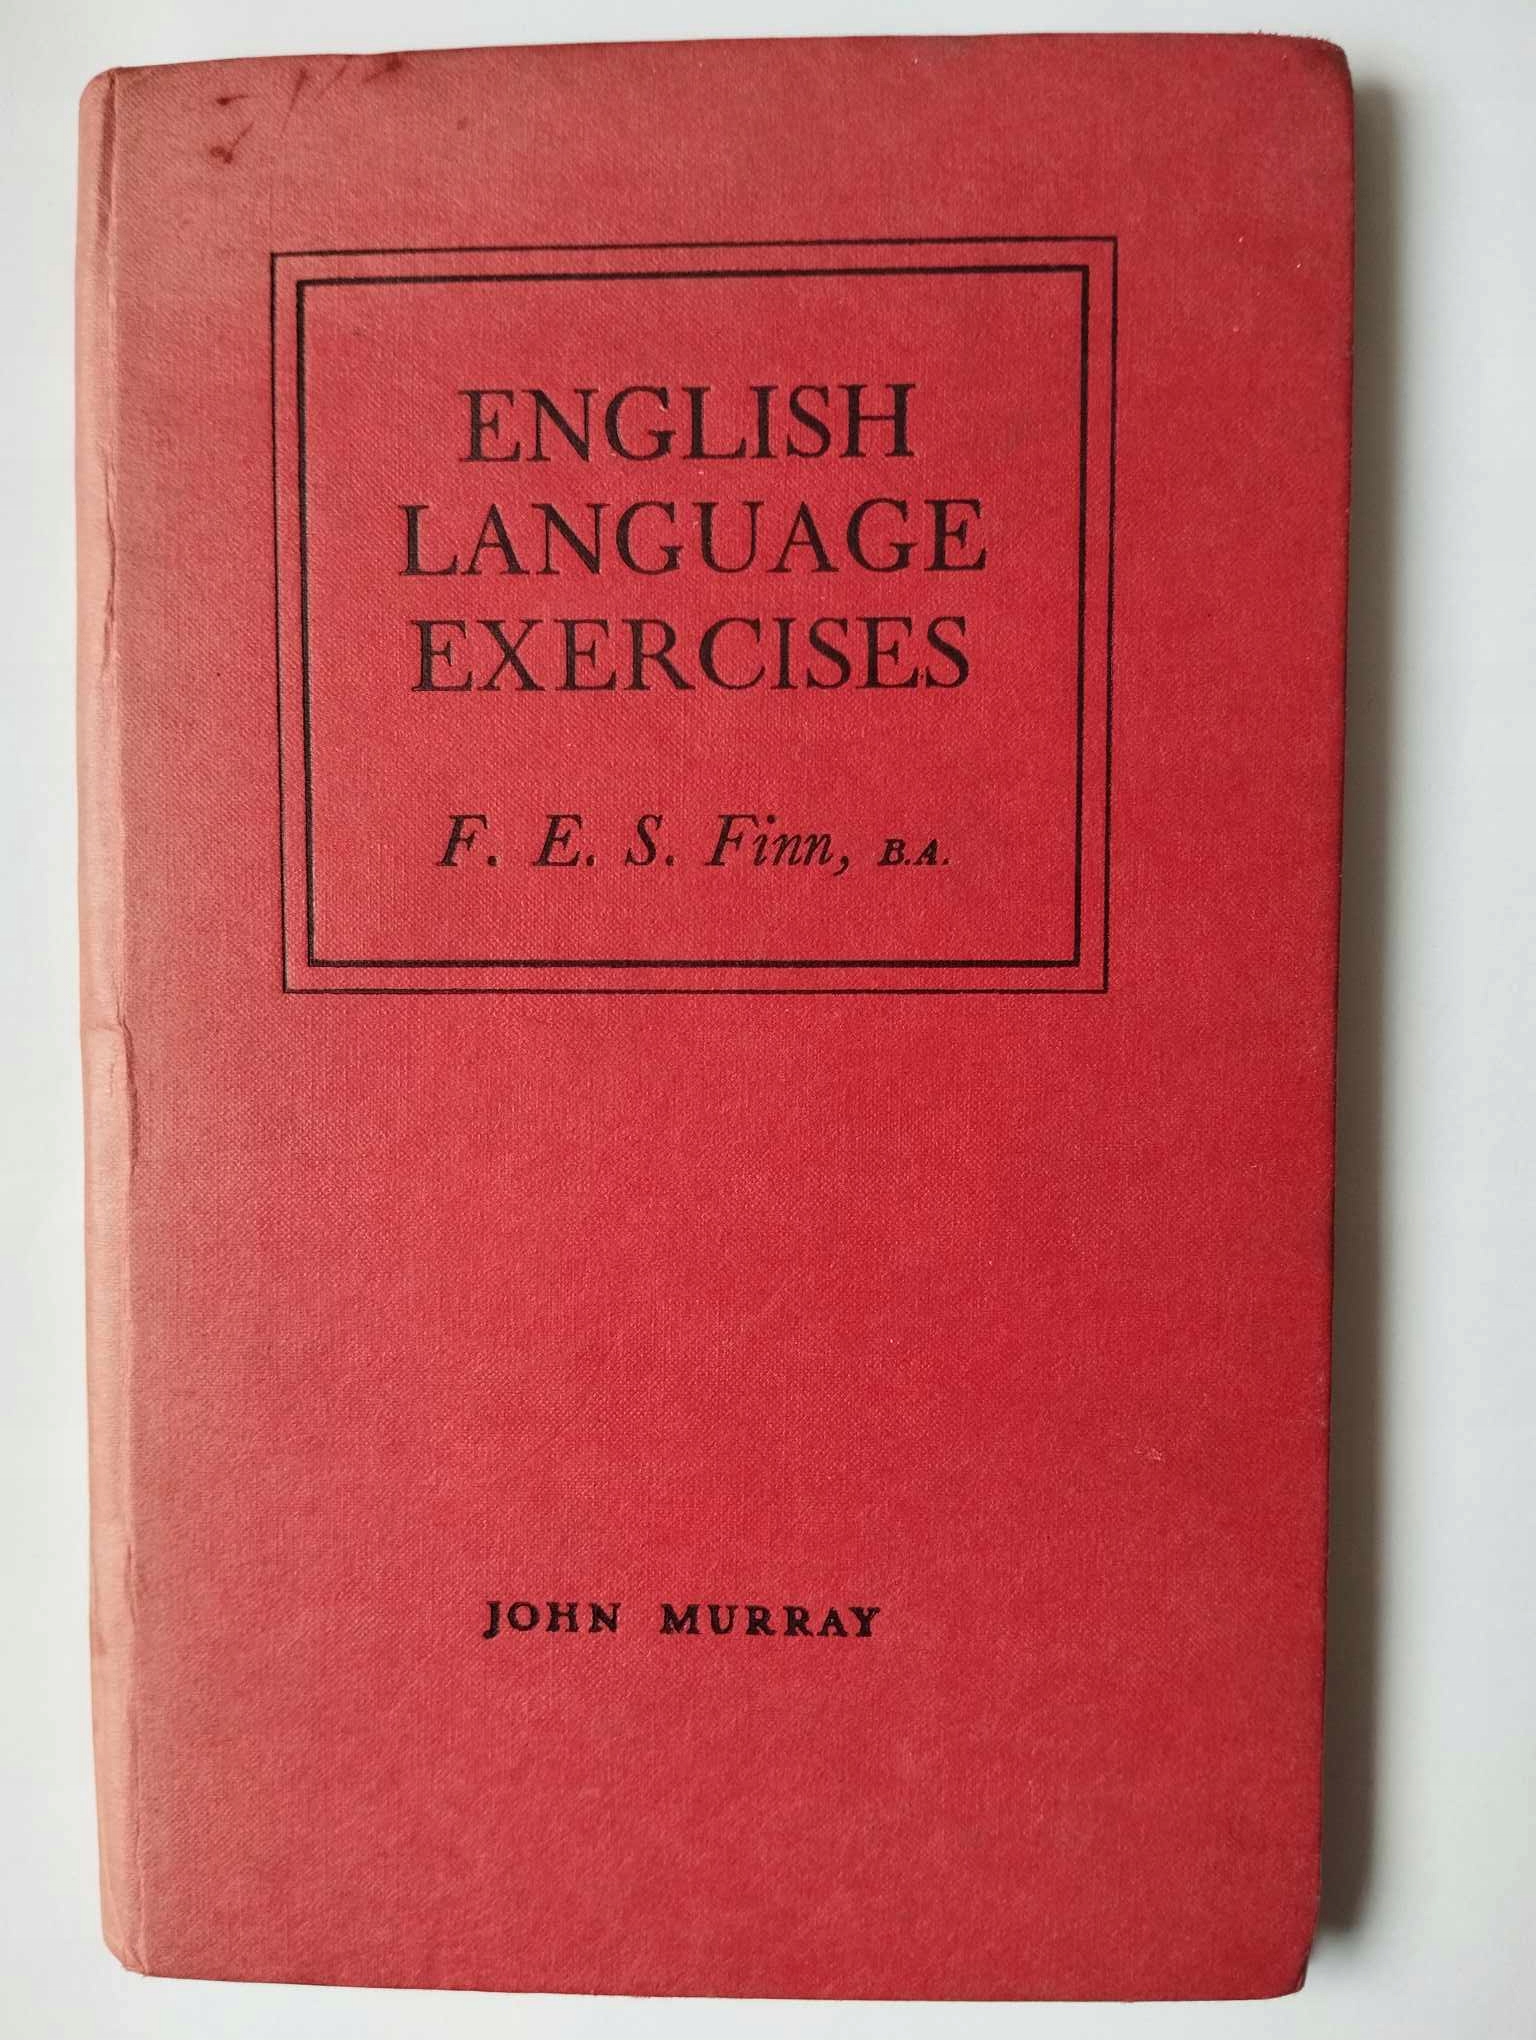 ENGLISH
LANGUAGE
EXERCISES
F. E. S. Finn, B.A.
JOHN MURRAY